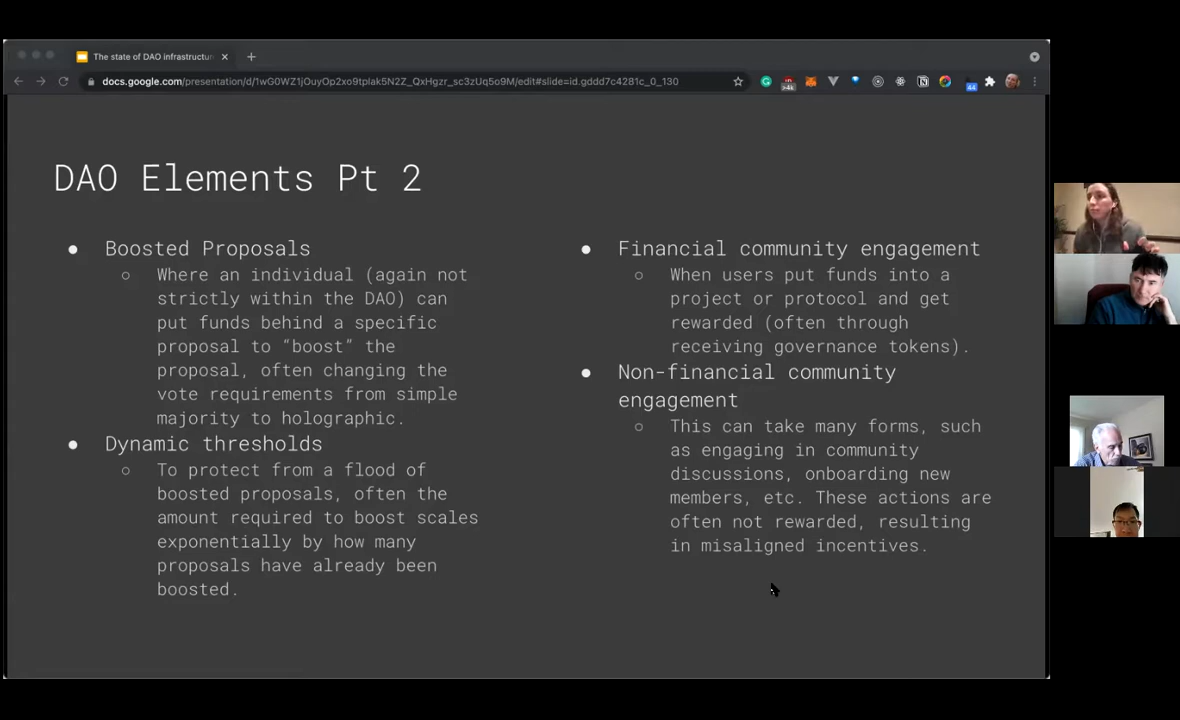 The state of DAO infrastructur
docs.google.com/presentation/d/1wG0WZ1jOuyOp2xo9tplak5N2Z_QxHgzr_sc3zUq5o9M/edit#slide=id.gddd7c4281c_0_130
>4k
44
DAO Elements Pt 2
Boosted Proposals
Where an individual (again not
strictly within the DAO) can
put funds behind a specific
proposal to “boost” the
proposal, often changing the
vote requirements from simple
majority to holographic.
Dynamic thresholds
To protect from a flood of
boosted proposals, often the
amount required to boost scales
exponentially by how many
proposals have already been
boosted.
Financial community engagement
When users put funds into a
project or protocol and get
rewarded (often through
receiving governance tokens).
Non-financial community
engagement
This can take many forms, such
as engaging in community
discussions, onboarding new
members, etc. These actions are
often not rewarded, resulting
in misaligned incentives.